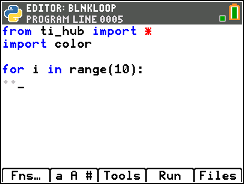 EDITOR: BLNKLOOP
PROGRAM LINE 0005
from ti_hub import *
import color
for i in range(10):
··_
Fns… a A # Tools Run Files